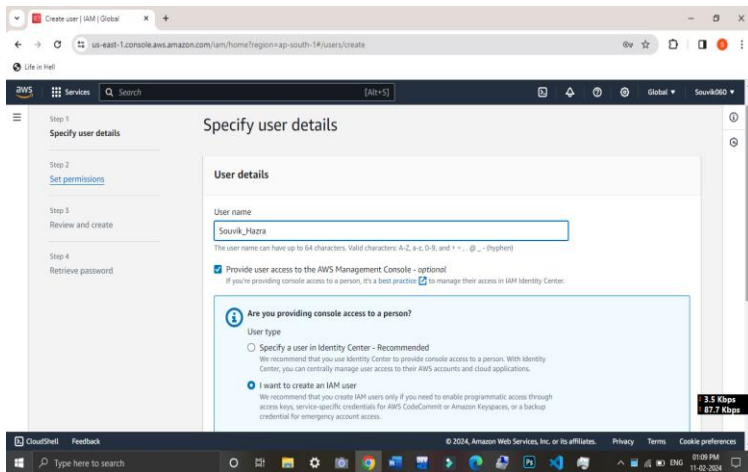 Create user | IAM | Global
us-east-1.console.aws.amazon.com/iam/home?region=ap-south-1#/users/create
Life in Hell
aws
Services
Search
[Alt+S]
Global
Souvik060
Step 1
Specify user details
Step 2
Set permissions
Step 3
Review and create
Step 4
Retrieve password
Specify user details
User details
User name
Souvik_Hazra
The user name can have up to 64 characters. Valid characters: A-Z, a-z, 0-9, and + = , . @ _ - (hyphen)
Provide user access to the AWS Management Console - optional
If you're providing console access to a person, it's a best practice to manage their access in IAM Identity Center.
Are you providing console access to a person?
User type
Specify a user in Identity Center - Recommended
We recommend that you use Identity Center to provide console access to a person. With Identity
Center, you can centrally manage user access to their AWS accounts and cloud applications.
I want to create an IAM user
We recommend that you create IAM users only if you need to enable programmatic access through
access keys, service-specific credentials for AWS CodeCommit or Amazon Keyspaces, or a backup
credential for emergency account access.
3.5 Kbps
87.7 Kbps
CloudShell
Feedback
© 2024, Amazon Web Services, Inc. or its affiliates.
Privacy
Terms
Cookie preferences
Type here to search
ENG
01:09 PM
11-02-2024